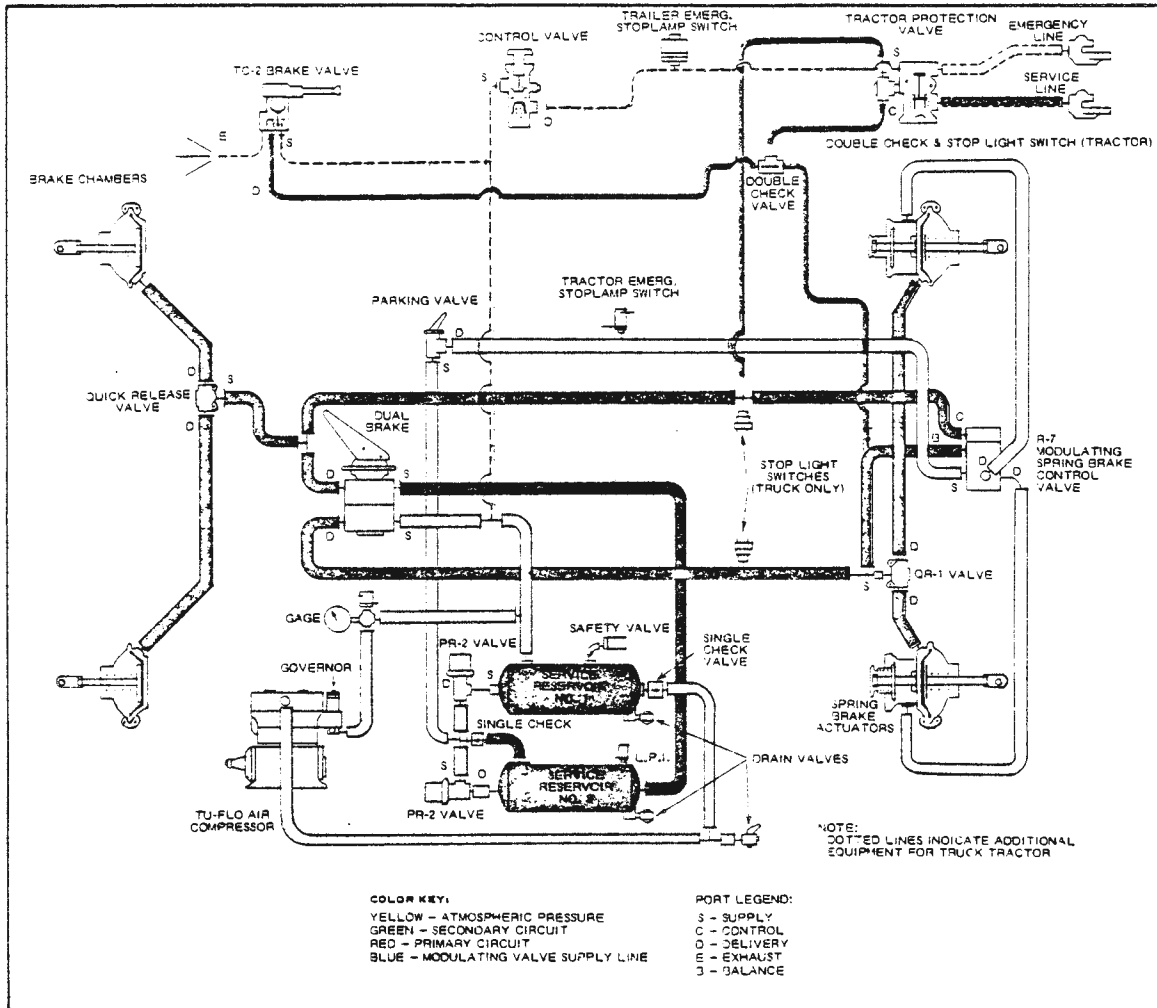 TRAILER EMERG.
STOPLAMP SWITCH
TRACTOR PROTECTION
VALVE
EMERGENCY
LINE
CONTROL VALVE
TC-2 BRAKE VALVE
S
S
SERVICE
LINE
D
C
E
S
DOUBLE CHECK & STOP LIGHT SWITCH (TRACTOR)
BRAKE CHAMBERS
D
DOUBLE
CHECK
VALVE
TRACTOR EMERG.
STOPLAMP SWITCH
PARKING VALVE
D
S
S
D
S
QUICK RELEASE
VALVE
D
DUAL
BRAKE
C
B
R-7
MODULATING
SPRING BRAKE
CONTROL
VALVE
D
D
S
STOP LIGHT
SWITCHES
(TRUCK ONLY)
D
S
D
S
D
S
QR-1 VALVE
D
GAGE
PR-2 VALVE
SAFETY VALVE
SINGLE
CHECK
VALVE
GOVERNOR
D
S
SERVICE
RESERVOIR
NO. 1
SPRING
BRAKE
ACTUATORS
SINGLE CHECK
DRAIN VALVES
L.P.I.
S
D
SERVICE
RESERVOIR
NO. 2
PR-2 VALVE
TU-FLO AIR
COMPRESSOR
NOTE:
DOTTED LINES INDICATE ADDITIONAL
EQUIPMENT FOR TRUCK TRACTOR
COLOR KEY:
YELLOW – ATMOSPHERIC PRESSURE
GREEN – SECONDARY CIRCUIT
RED – PRIMARY CIRCUIT
BLUE – MODULATING VALVE SUPPLY LINE
PORT LEGEND:
S – SUPPLY
C – CONTROL
D – DELIVERY
E – EXHAUST
B – BALANCE